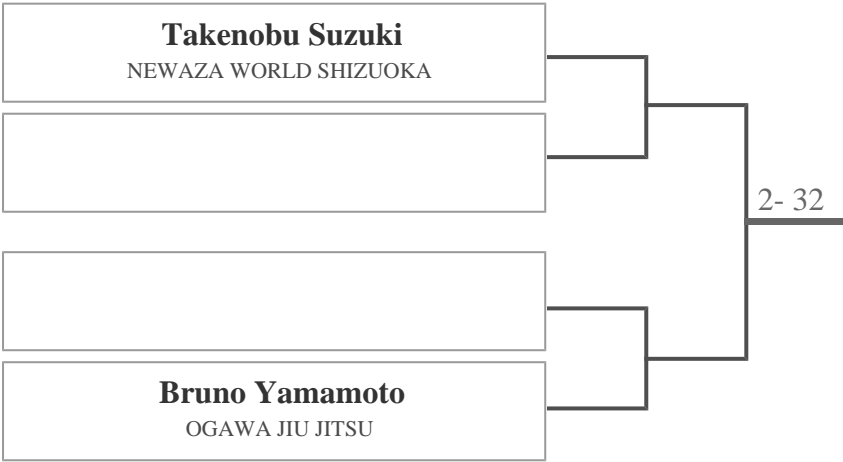 Takenobu Suzuki
NEWAZA WORLD SHIZUOKA
2- 32
Bruno Yamamoto
OGAWA JIU JITSU